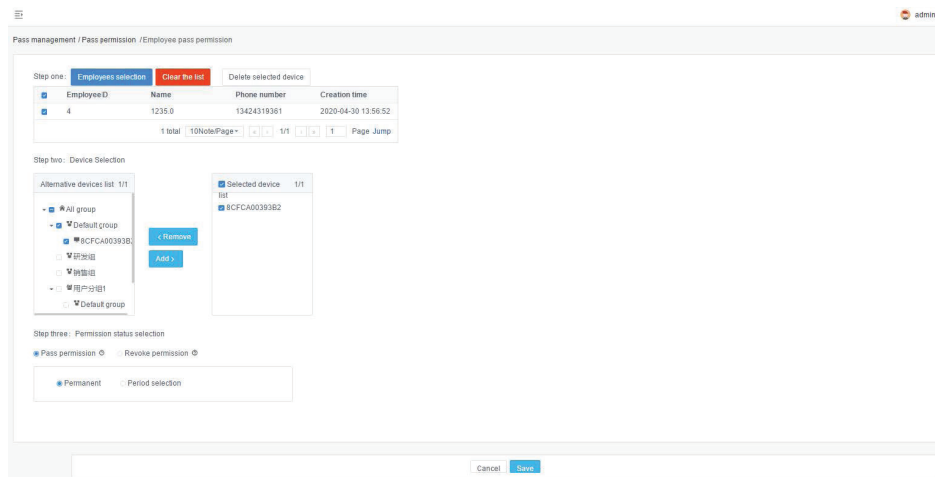 admin
Pass management / Pass permission / Employee pass permission
Step one: Employees selection Clear the list Delete selected device
EmployeeID Name Phone number Creation time
4 1235.0 13424319361 2020-04-30 13:56:52
1 total 10Note/Page 1/1 1 Page Jump
Step two: Device Selection
Alternative devices list 1/1
All group
Default group
8CFCA00393B
研发组
销售组
用户分组1
Default group
< Remove
Add >
Selected device list 1/1
8CFCA00393B2
Step three: Permission status selection
Pass permission Revoke permission
Permanent Period selection
Cancel Save